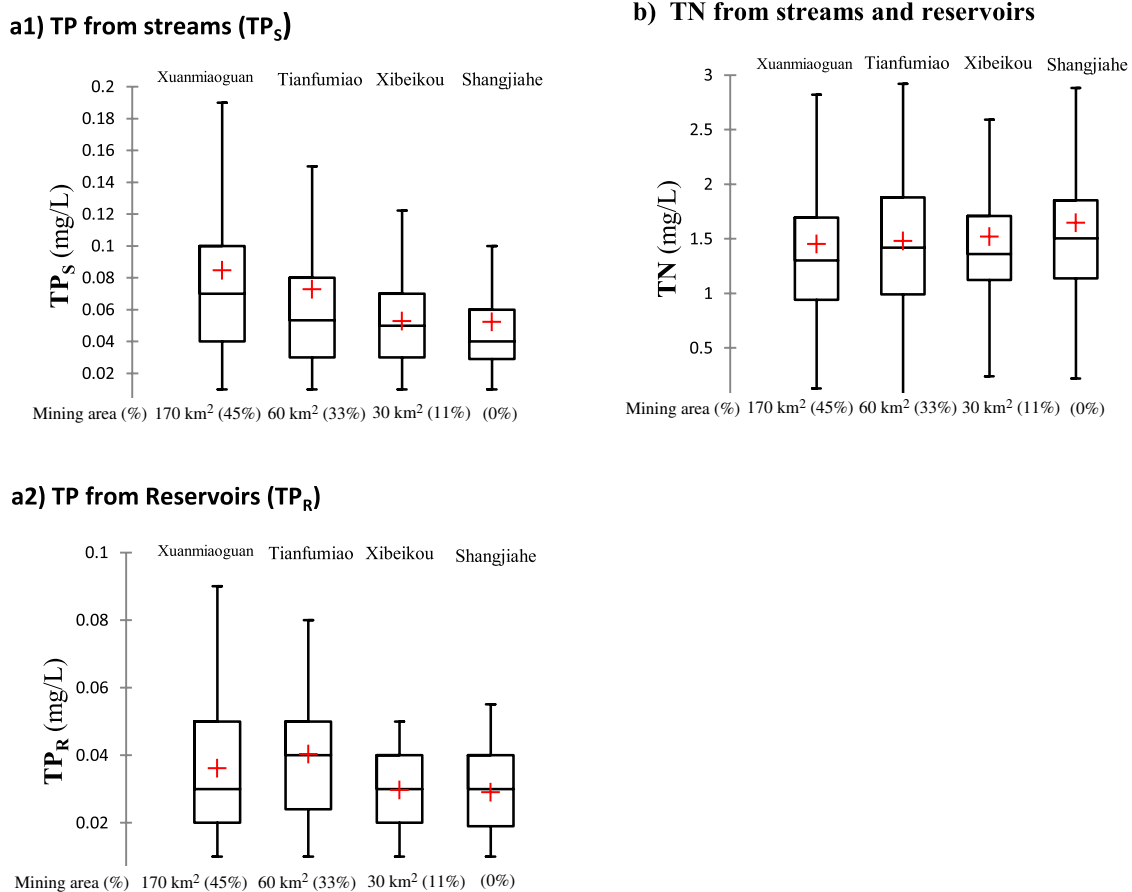 a1) TP from streams (TPS)
Xuanmiaoguan Tianfumiao Xibeikou Shangjiahe
0.2
0.18
0.16
0.14
0.12
0.1
0.08
0.06
0.04
0.02
TPS (mg/L)
Mining area (%) 170 km2 (45%) 60 km2 (33%) 30 km2 (11%) (0%)
b) TN from streams and reservoirs
Xuanmiaoguan Tianfumiao Xibeikou Shangjiahe
3
2.5
2
1.5
1
0.5
TN (mg/L)
Mining area (%) 170 km2 (45%) 60 km2 (33%) 30 km2 (11%) (0%)
a2) TP from Reservoirs (TPR)
Xuanmiaoguan Tianfumiao Xibeikou Shangjiahe
0.1
0.08
0.06
0.04
0.02
TPR (mg/L)
Mining area (%) 170 km2 (45%) 60 km2 (33%) 30 km2 (11%) (0%)